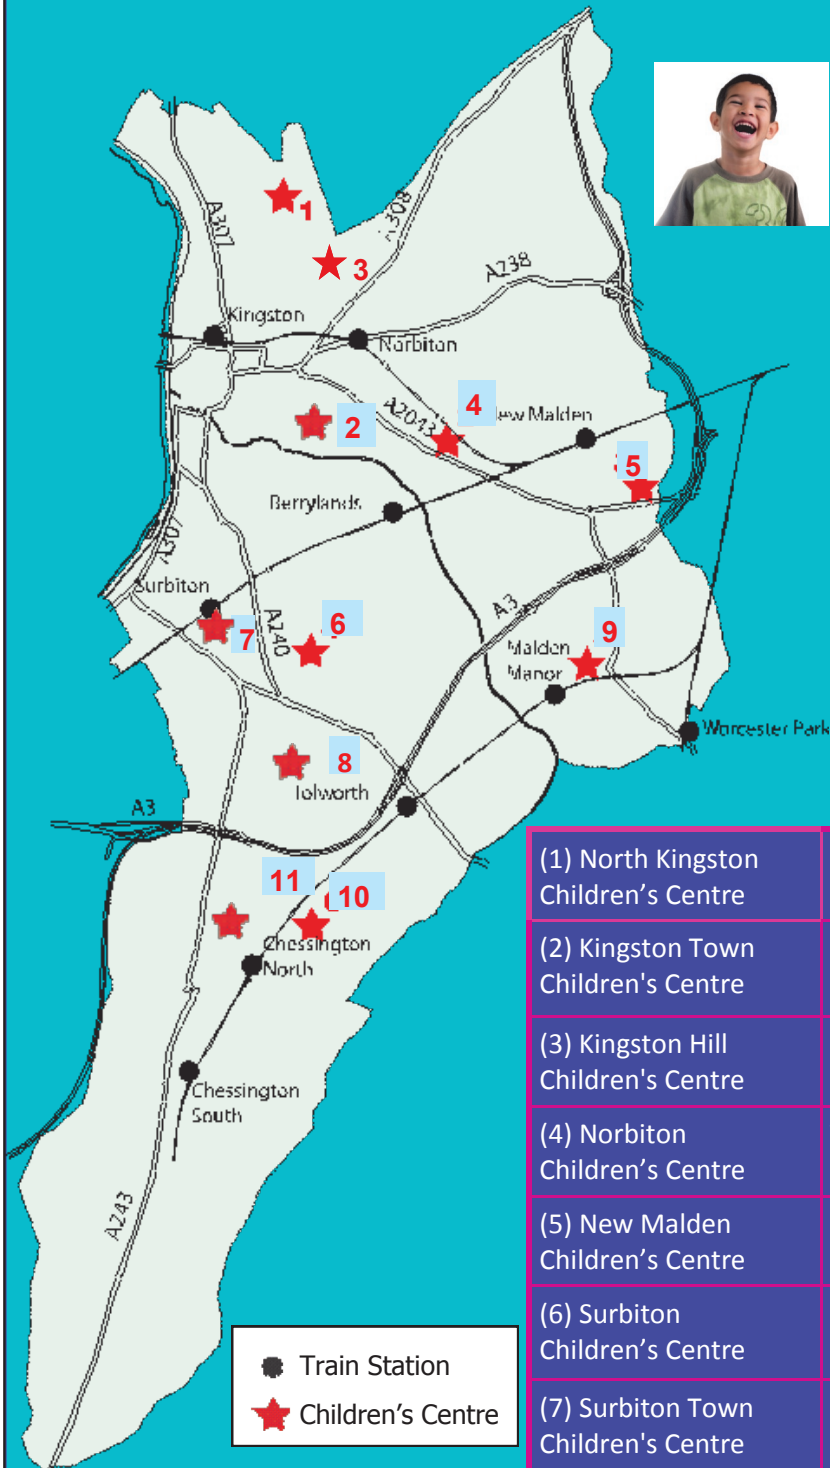 1
A307
A308
3
A238
Kingston
Norbiton
4
A2043
2
New Malden
5
Berrylands
A307
Surbiton
A3
6
7
A240
9
Malden
Manor
Worcester Park
8
Tolworth
A3
11
10
Chessington
North
Chessington
South
A243
Train Station
Children’s Centre
(1) North Kingston
Children’s Centre
(2) Kingston Town
Children's Centre
(3) Kingston Hill
Children's Centre
(4) Norbiton
Children’s Centre
(5) New Malden
Children’s Centre
(6) Surbiton
Children’s Centre
(7) Surbiton Town
Children's Centre